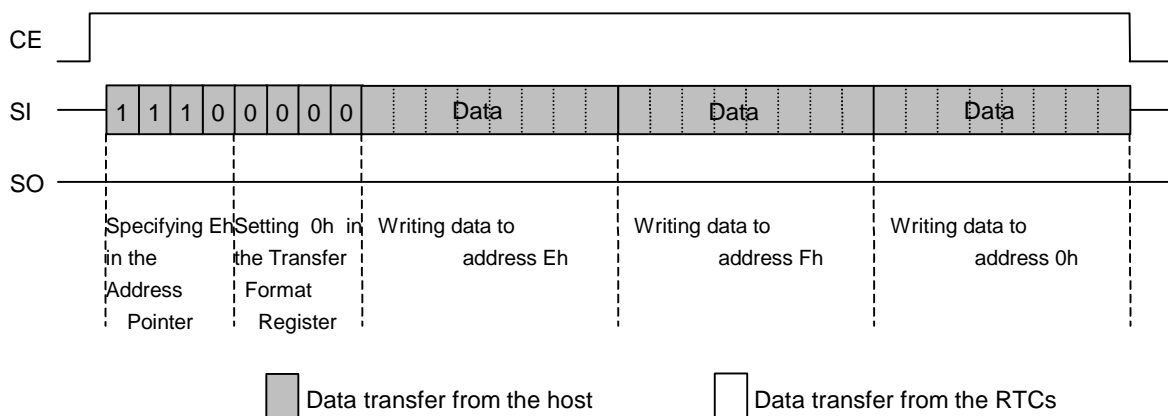 CE
SI 1 1 1 0 0 0 0 0 Data Data Data
SO
Specifying Eh Setting 0h in Writing data to Writing data to Writing data to
in the the Transfer address Eh address Fh address 0h
Address Format
Pointer Register
Data transfer from the host Data transfer from the RTCs